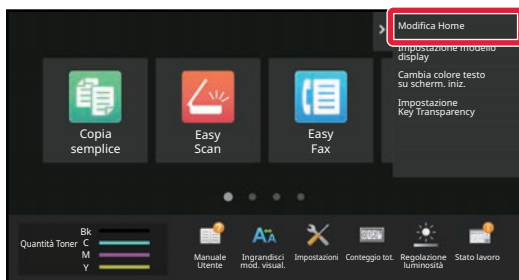 Modifica Home
Impostazione modello
display
Cambia colore testo
su scherm. iniz.
Impostazione
Key Transparency
Copia
semplice
Easy
Scan
Easy
Fax
Quantità Toner
Bk
C
M
Y
Manuale
Utente
Ingrandisci
mod. visual.
Impostazioni
Conteggio tot.
Regolazione
luminosità
Stato lavoro